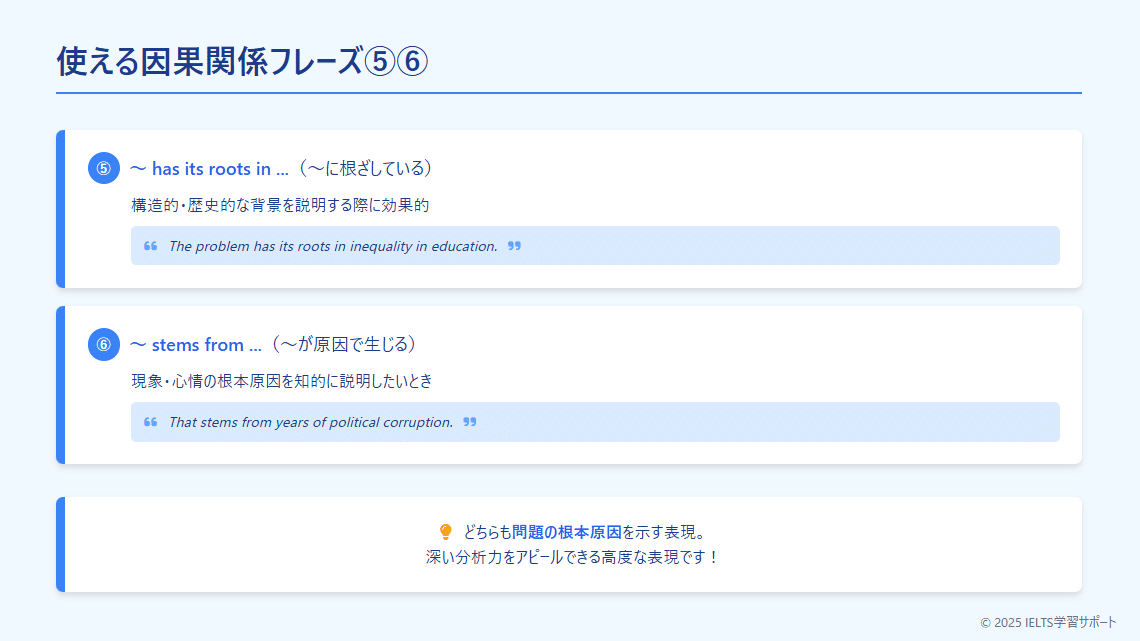 使える因果関係フレーズ⑤⑥
⑤ ～ has its roots in ...（～に根ざしている）
構造的・歴史的な背景を説明する際に効果的
“ The problem has its roots in inequality in education. ”
⑥ ～ stems from ...（～が原因で生じる）
現象・心情の根本原因を知的に説明したいとき
“ That stems from years of political corruption. ”
どちらも問題の根本原因を示す表現。
深い分析力をアピールできる高度な表現です！
© 2025 IELTS学習サポート